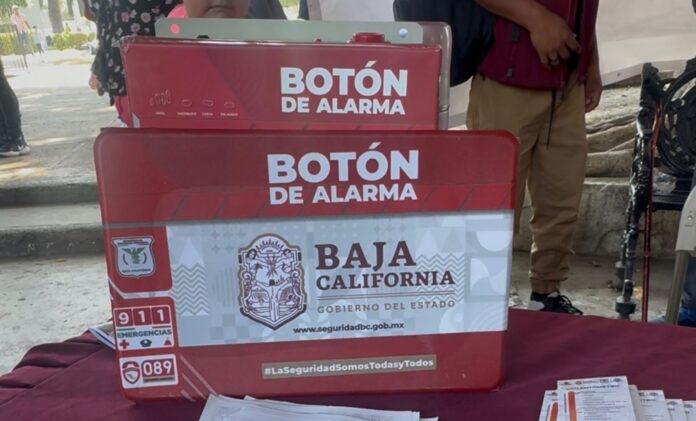 BOTÓN
DE ALARMA
BOTÓN
DE ALARMA
BAJA
CALIFORNIA
GOBIERNO DEL ESTADO
www.seguridadbc.gob.mx
911
EMERGENCIAS
089
#LaSeguridadSomosTodasyTodos